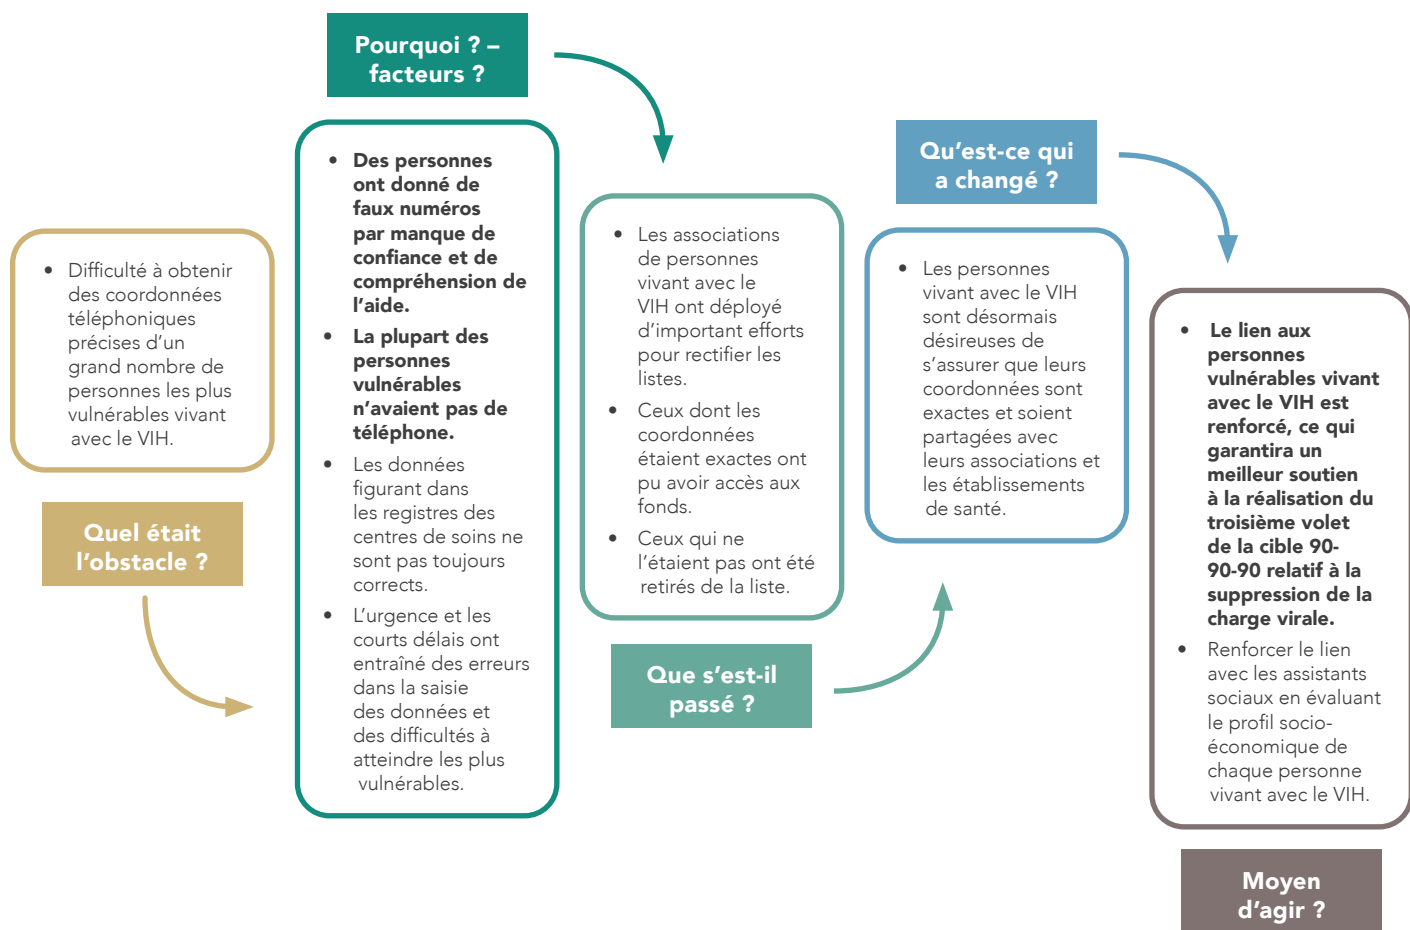 Difficulté à obtenir
des coordonnées
téléphoniques
précises d'un
grand nombre de
personnes les plus
vulnérables vivant
avec le VIH.
Quel était
l'obstacle ?
Pourquoi ? –
facteurs ?
Des personnes
ont donné de
faux numéros
par manque de
confiance et de
compréhension de
l'aide.
La plupart des
personnes
vulnérables
n'avaient pas de
téléphone.
Les données
figurant dans
les registres des
centres de soins ne
sont pas toujours
corrects.
L'urgence et les
courts délais ont
entraîné des erreurs
dans la saisie
des données et
des difficultés à
atteindre les plus
vulnérables.
Les associations
de personnes
vivant avec le
VIH ont déployé
d'important efforts
pour rectifier les
listes.
Ceux dont les
coordonnées
étaient exactes ont
pu avoir accès aux
fonds.
Ceux qui ne
l'étaient pas ont été
retirés de la liste.
Que s'est-il
passé ?
Qu'est-ce qui
a changé ?
Les personnes
vivant avec le VIH
sont désormais
désireuses de
s'assurer que leurs
coordonnées sont
exactes et soient
partagées avec
leurs associations et
les établissements
de santé.
Le lien aux
personnes
vulnérables vivant
avec le VIH est
renforcé, ce qui
garantira un
meilleur soutien
à la réalisation du
troisième volet
de la cible 90-
90-90 relatif à la
suppression de la
charge virale.
Renforcer le lien
avec les assistants
sociaux en évaluant
le profil socio-
économique de
chaque personne
vivant avec le VIH.
Moyen
d'agir ?